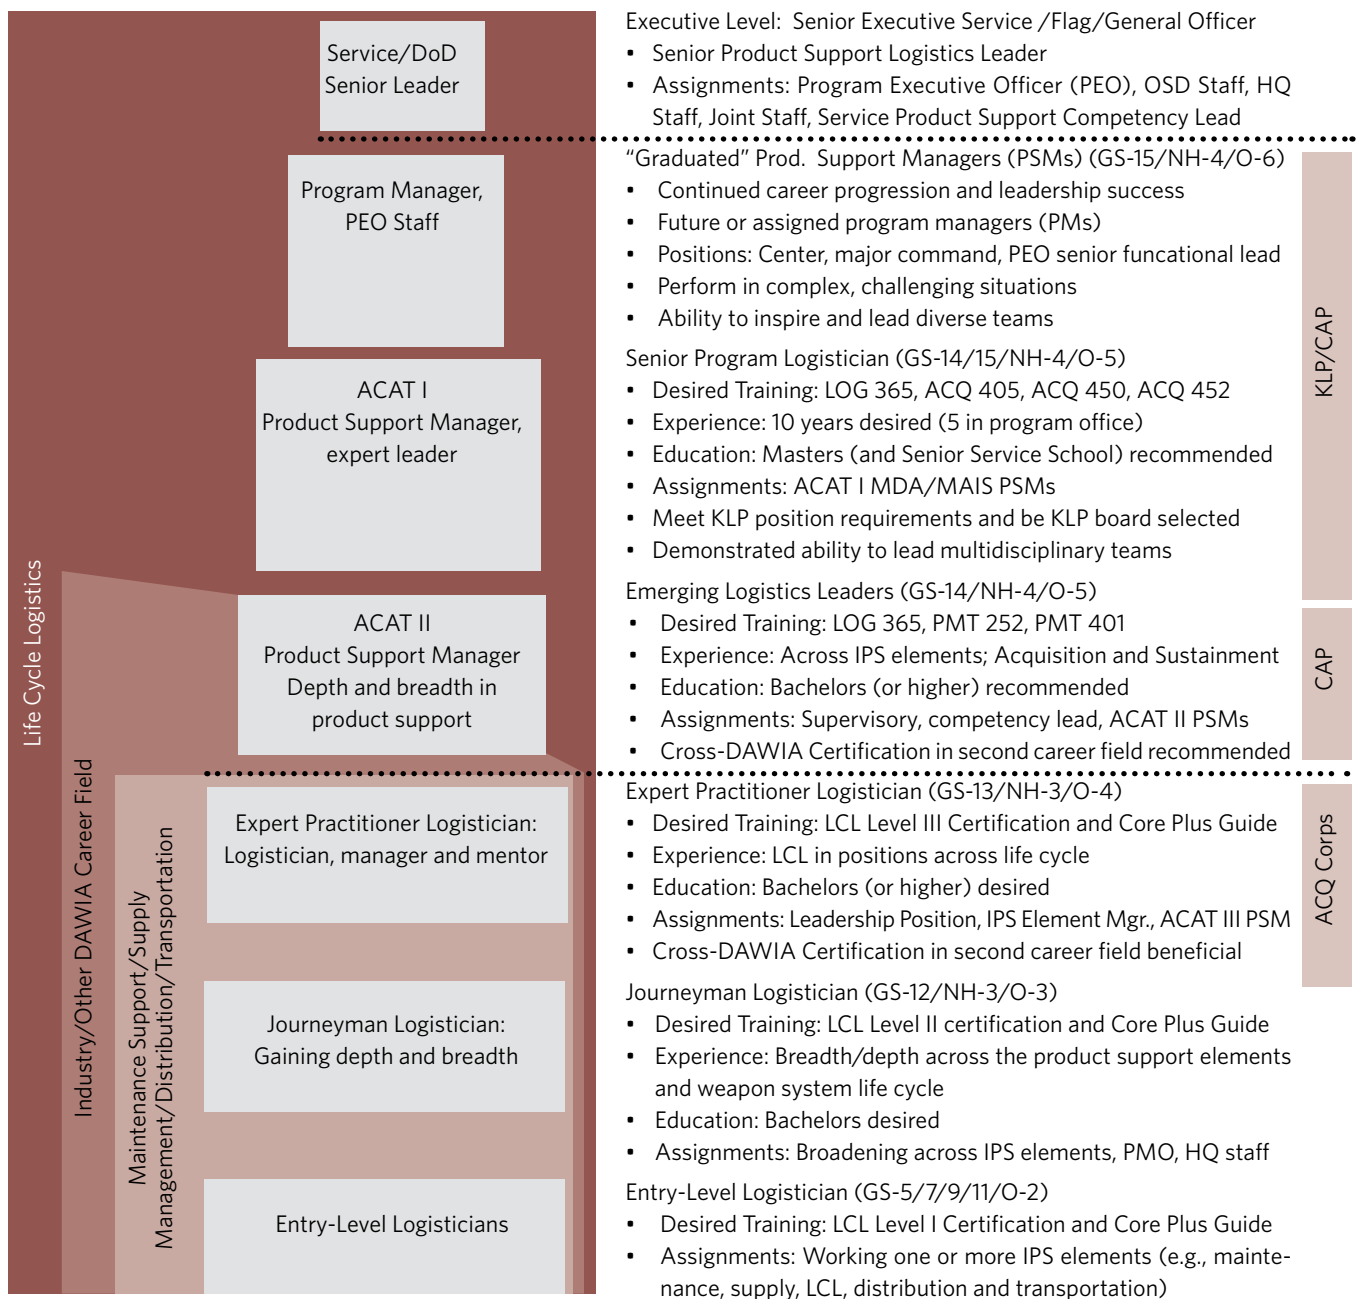 Service/DoD
Senior Leader
Executive Level: Senior Executive Service /Flag/General Officer
• Senior Product Support Logistics Leader
• Assignments: Program Executive Officer (PEO), OSD Staff, HQ
Staff, Joint Staff, Service Product Support Competency Lead
Program Manager,
PEO Staff
“Graduated” Prod. Support Managers (PSMs) (GS-15/NH-4/O-6)
• Continued career progression and leadership success
• Future or assigned program managers (PMs)
• Positions: Center, major command, PEO senior funcational lead
• Perform in complex, challenging situations
• Ability to inspire and lead diverse teams
ACAT I
Product Support Manager,
expert leader
Senior Program Logistician (GS-14/15/NH-4/O-5)
• Desired Training: LOG 365, ACQ 405, ACQ 450, ACQ 452
• Experience: 10 years desired (5 in program office)
• Education: Masters (and Senior Service School) recommended
• Assignments: ACAT I MDA/MAIS PSMs
• Meet KLP position requirements and be KLP board selected
• Demonstrated ability to lead multidisciplinary teams
KLP/CAP
ACAT II
Product Support Manager
Depth and breadth in
product support
Emerging Logistics Leaders (GS-14/NH-4/O-5)
• Desired Training: LOG 365, PMT 252, PMT 401
• Experience: Across IPS elements; Acquisition and Sustainment
• Education: Bachelors (or higher) recommended
• Assignments: Supervisory, competency lead, ACAT II PSMs
• Cross-DAWIA Certification in second career field recommended
CAP
Life Cycle Logistics
Industry/Other DAWIA Career Field
Maintenance Support/Supply
Management/Distribution/Transportation
Expert Practitioner Logistician:
Logistician, manager and mentor
Expert Practitioner Logistician (GS-13/NH-3/O-4)
• Desired Training: LCL Level III Certification and Core Plus Guide
• Experience: LCL in positions across life cycle
• Education: Bachelors (or higher) desired
• Assignments: Leadership Position, IPS Element Mgr., ACAT III PSM
• Cross-DAWIA Certification in second career field beneficial
ACQ Corps
Journeyman Logistician:
Gaining depth and breadth
Journeyman Logistician (GS-12/NH-3/O-3)
• Desired Training: LCL Level II certification and Core Plus Guide
• Experience: Breadth/depth across the product support elements
and weapon system life cycle
• Education: Bachelors desired
• Assignments: Broadening across IPS elements, PMO, HQ staff
Entry-Level Logisticians
Entry-Level Logistician (GS-5/7/9/11/O-2)
• Desired Training: LCL Level I Certification and Core Plus Guide
• Assignments: Working one or more IPS elements (e.g., mainte-
nance, supply, LCL, distribution and transportation)